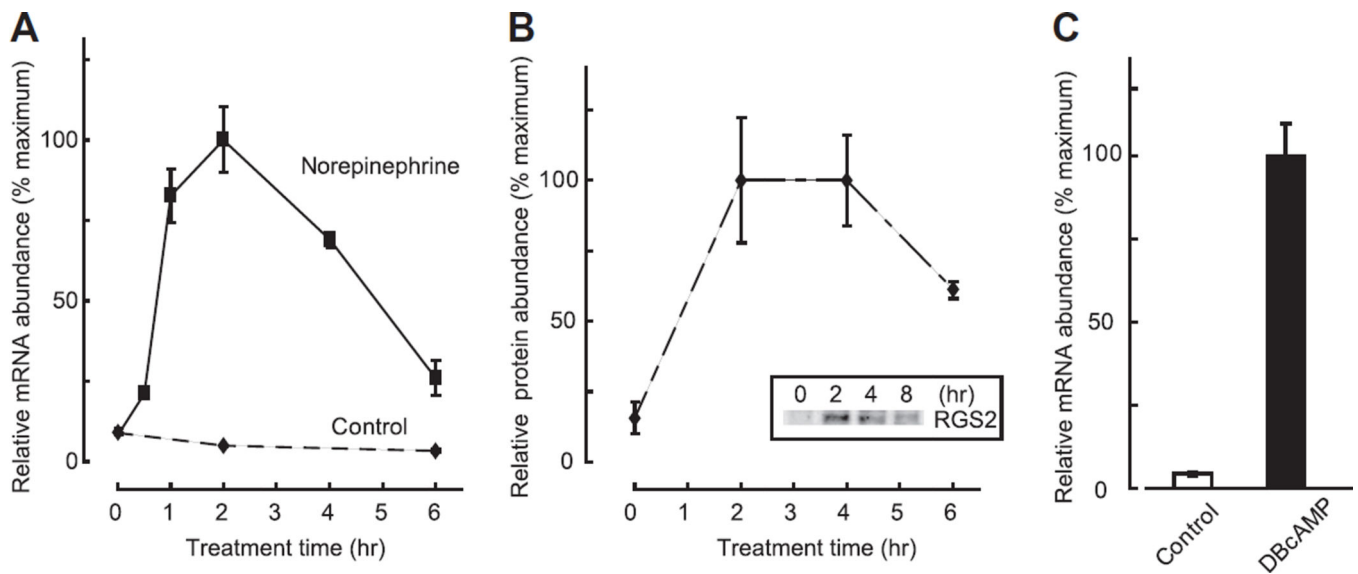 A
Relative mRNA abundance (% maximum)
100
50
0
Norepinephrine
Control
0 1 2 3 4 5 6
Treatment time (hr)
B
Relative protein abundance (% maximum)
100
50
0
0 2 4 8 (hr)
RGS2
0 1 2 3 4 5 6
Treatment time (hr)
C
Relative mRNA abundance (% maximum)
100
50
0
Control
DBcAMP